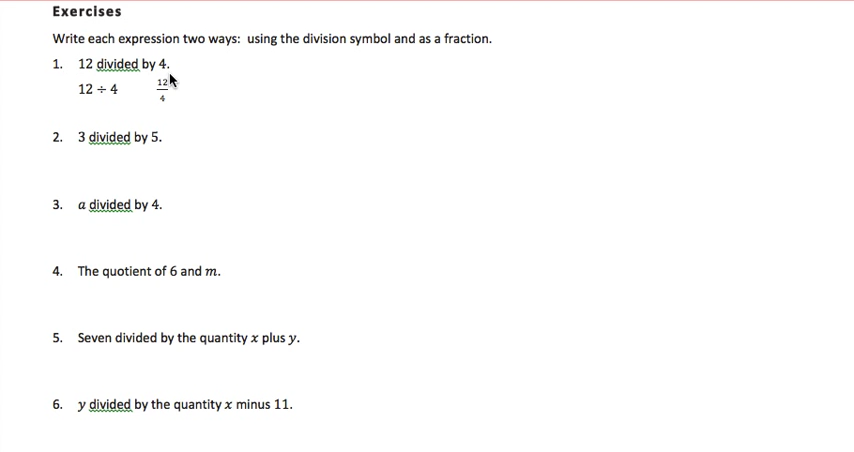 Exercises
Write each expression two ways: using the division symbol and as a fraction.
1. 12 divided by 4.
12 ÷ 4 12/4
2. 3 divided by 5.
3. a divided by 4.
4. The quotient of 6 and m.
5. Seven divided by the quantity x plus y.
6. y divided by the quantity x minus 11.